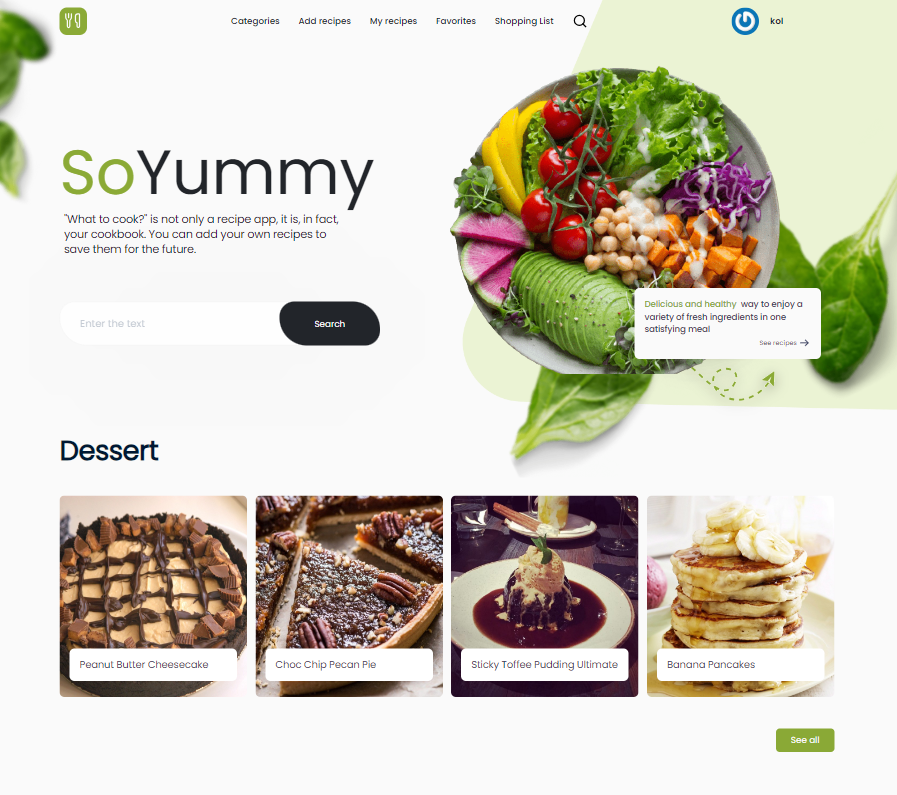 Categories
Add recipes
My recipes
Favorites
Shopping List
kol
SoYummy
"What to cook?" is not only a recipe app, it is, in fact,
your cookbook. You can add your own recipes to
save them for the future.
Enter the text
Search
Delicious and healthy way to enjoy a
variety of fresh ingredients in one
satisfying meal
See recipes
Dessert
Peanut Butter Cheesecake
Choc Chip Pecan Pie
Sticky Toffee Pudding Ultimate
Banana Pancakes
See all